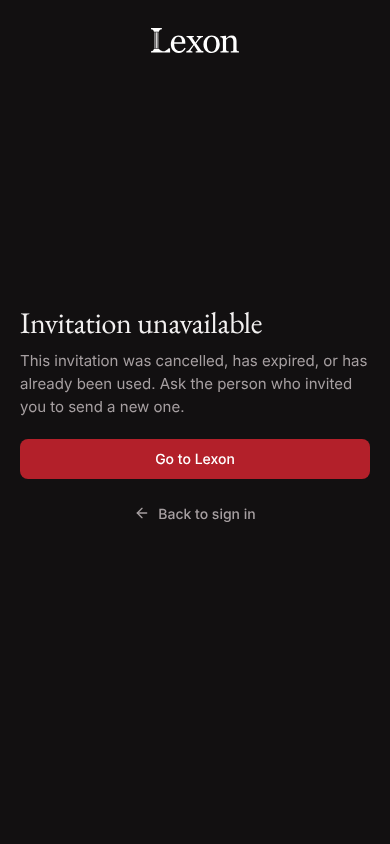 Lexon
Invitation unavailable
This invitation was cancelled, has expired, or has
already been used. Ask the person who invited
you to send a new one.
Go to Lexon
Back to sign in